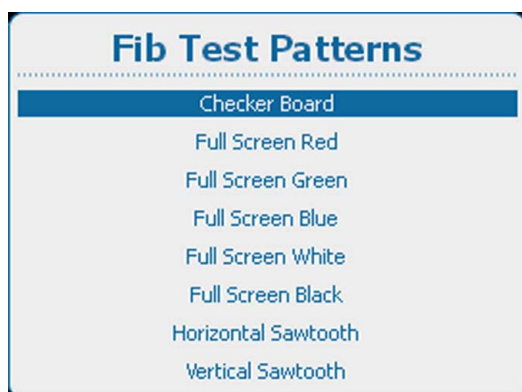 Fib Test Patterns
Checker Board
Full Screen Red
Full Screen Green
Full Screen Blue
Full Screen White
Full Screen Black
Horizontal Sawtooth
Vertical Sawtooth